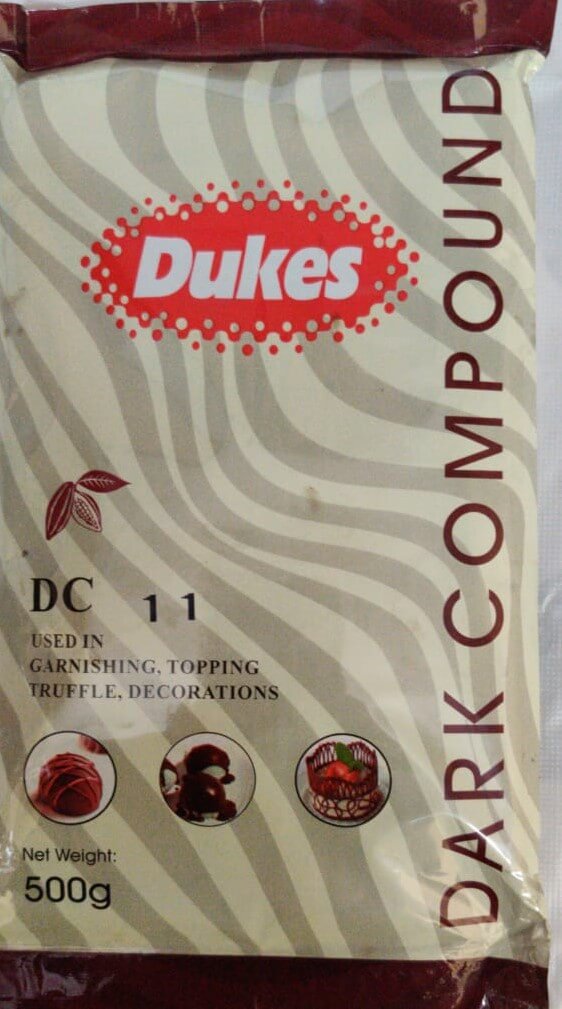 Dukes
DARK COMPOUND
DC 11
USED IN
GARNISHING, TOPPING
TRUFFLE, DECORATIONS
Net Weight:
500g